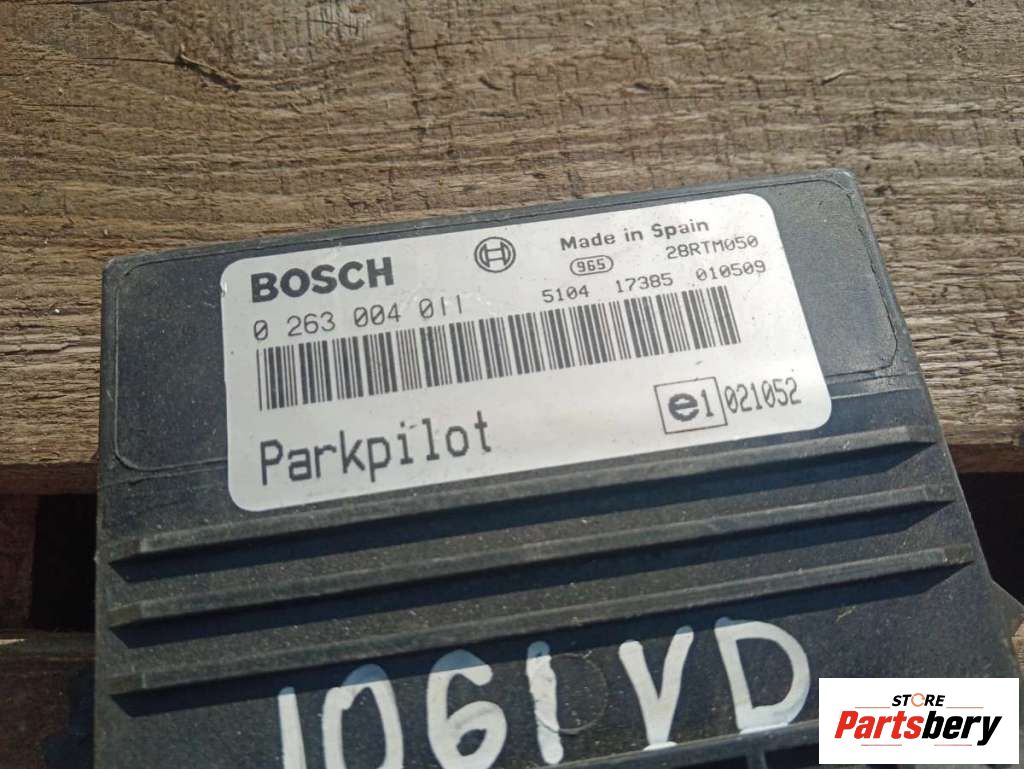 BOSCH
Made in Spain
965
28RTM050
0 263 004 011
5104 17385 010509
Parkpilot
e1 021052
1061VD
STORE
Partsbery